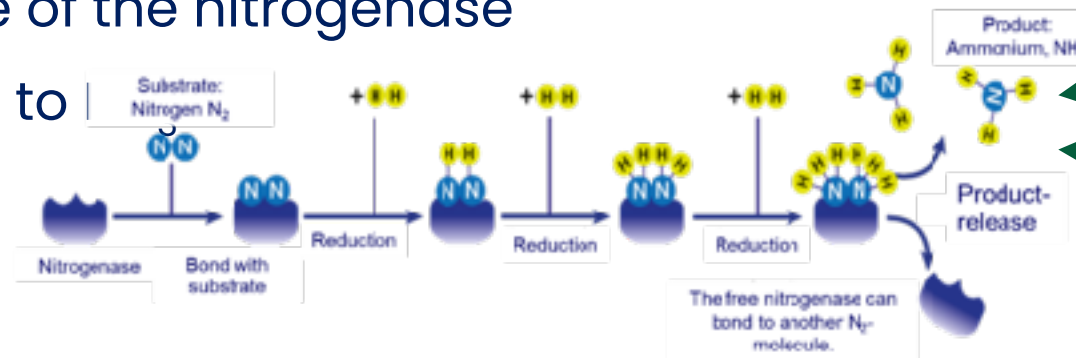 e of the nitrogenase
to
Substrate:
Nitrogen N₂
N N
N N
+ H H
H H
N N
+ H H
H H H H
N N
+ H H
H H H H H H
N N
H
H N
H
Product:
Ammonium, NH
H H
N
H
Nitrogenase
Bond with
substrate
Reduction
Reduction
Reduction
Product-
release
The free nitrogenase can
bond to another N₂-
molecule.